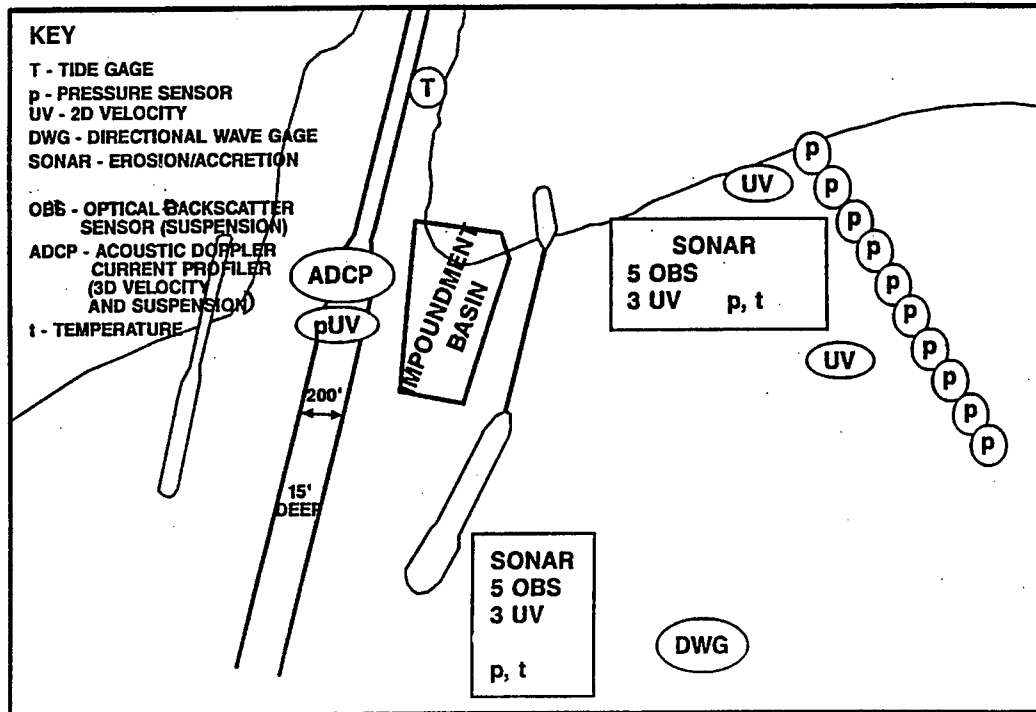 KEY
T - TIDE GAGE
p - PRESSURE SENSOR
UV - 2D VELOCITY
DWG - DIRECTIONAL WAVE GAGE
SONAR - EROSION/ACCRETION
OBS - OPTICAL BACKSCATTER
SENSOR (SUSPENSION)
ADCP - ACOUSTIC DOPPLER
CURRENT PROFILER
(3D VELOCITY
AND SUSPENSION)
t - TEMPERATURE
T
ADCP
pUV
200'
15'
DEEP
IMPOUNDMENT
BASIN
UV
SONAR
5 OBS
3 UV p, t
UV
p
p
p
p
p
p
p
p
p
p
SONAR
5 OBS
3 UV
p, t
DWG